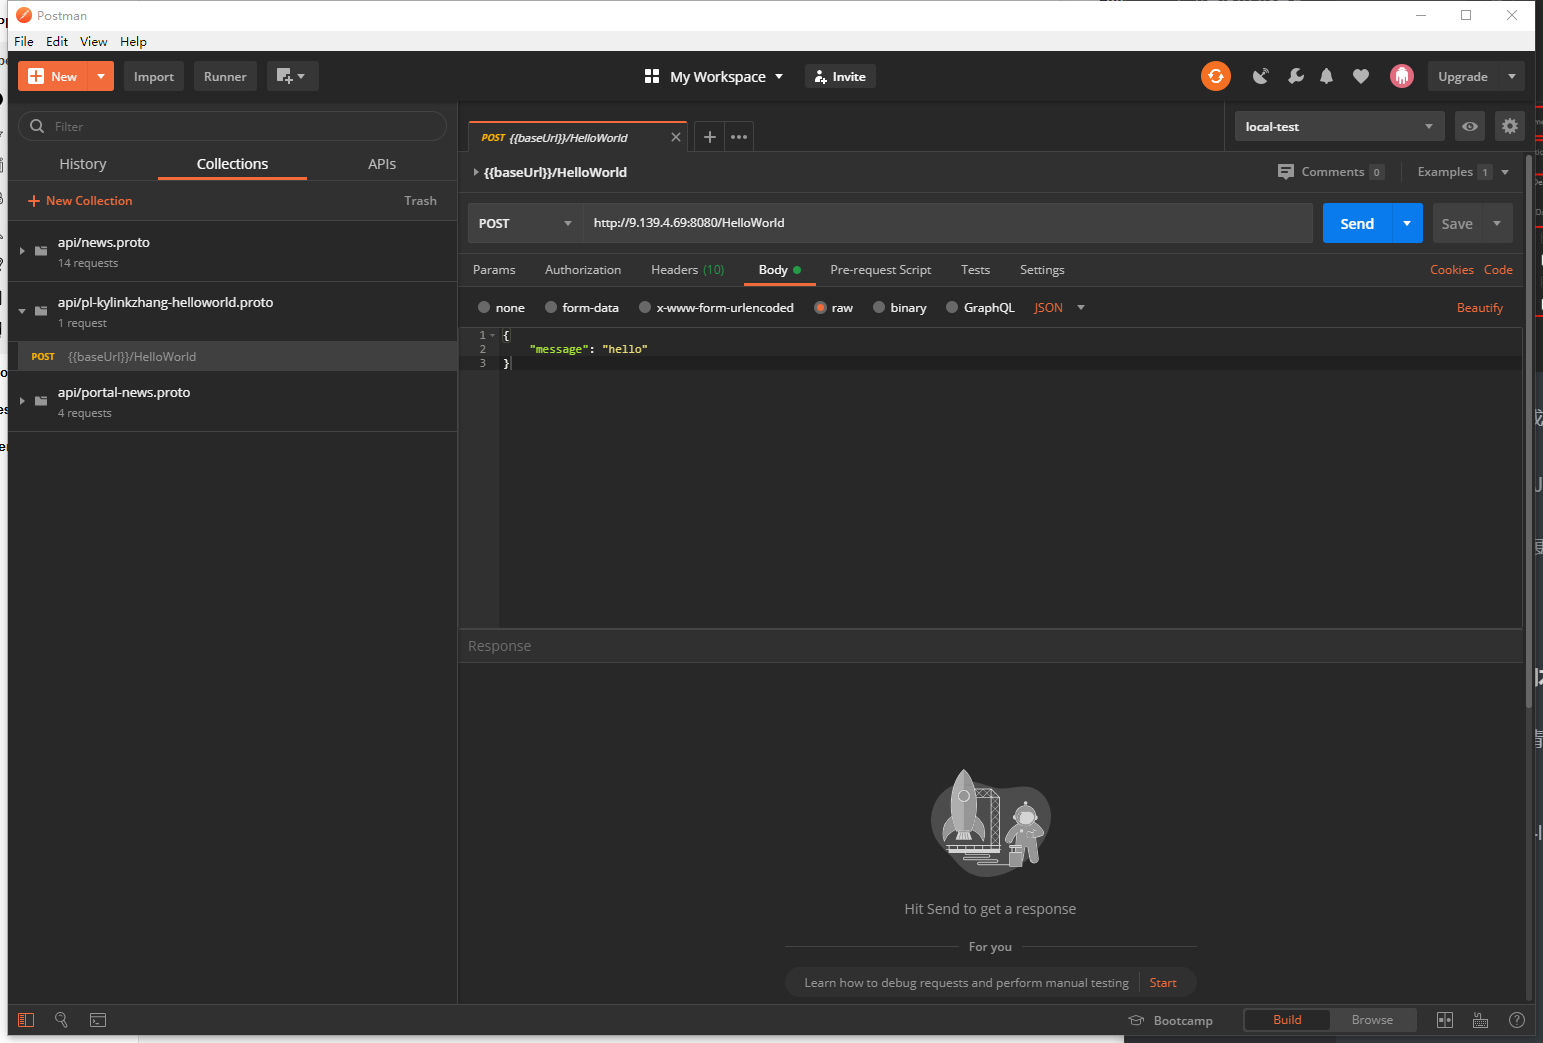 Postman
File Edit View Help
New Import Runner My Workspace Invite Upgrade
Filter
History Collections APIs
New Collection Trash
api/news.proto
14 requests
api/pl-kylinkzhang-helloworld.proto
1 request
POST {{baseUrl}}/HelloWorld
api/portal-news.proto
4 requests
POST {{baseUrl}}/HelloWorld
local-test
{{baseUrl}}/HelloWorld Comments 0 Examples 1
POST http://9.139.4.69:8080/HelloWorld Send Save
Params Authorization Headers (10) Body Pre-request Script Tests Settings Cookies Code
none form-data x-www-form-urlencoded raw binary GraphQL JSON Beautify
1 {
2 "message": "hello"
3 }
Response
Hit Send to get a response
For you
Learn how to debug requests and perform manual testing Start
Bootcamp Build Browse